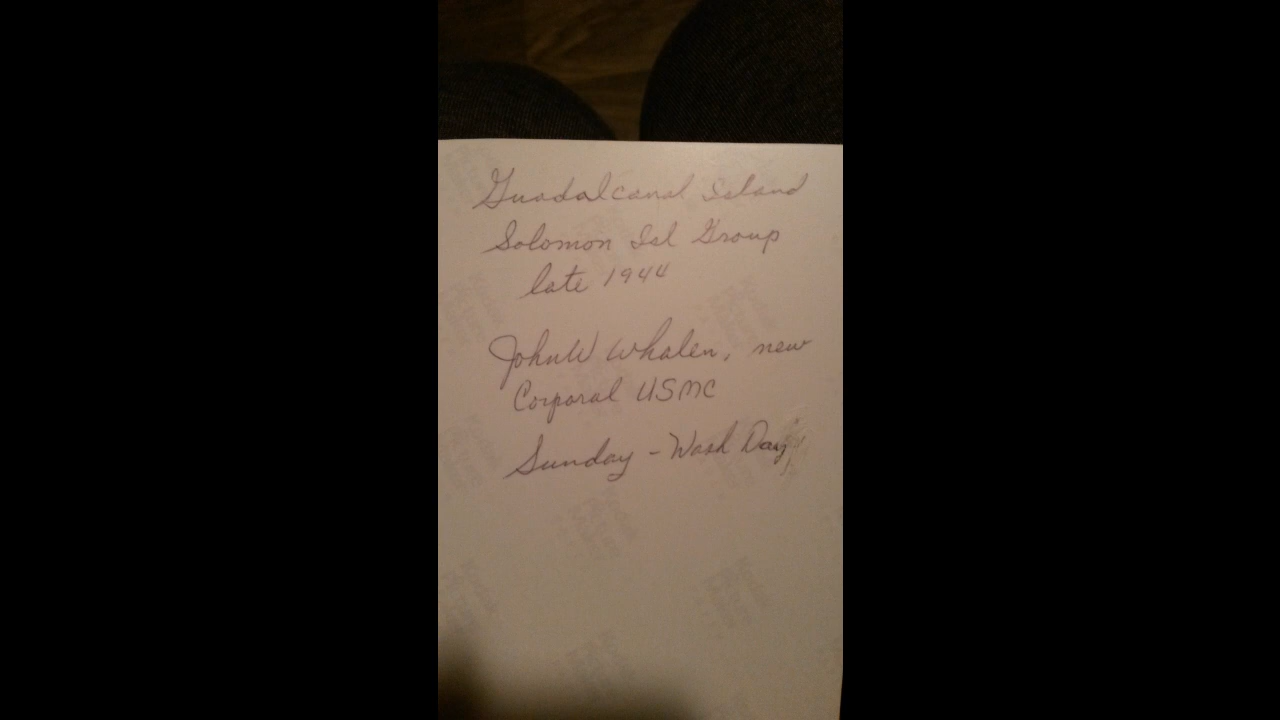 Guadalcanal Island
Solomon Isl Group
late 1944
John W Whalen, new
Corporal USMC
Sunday - Wash Day